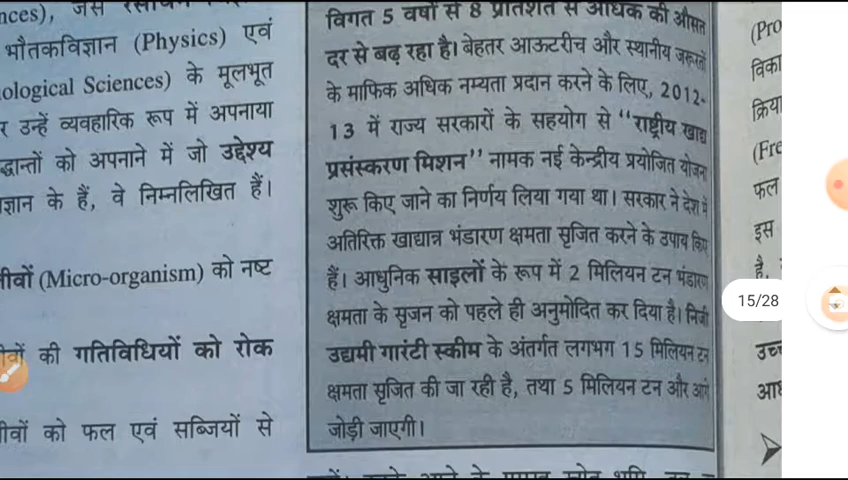 nces), जैसे
भौतकविज्ञान (Physics) एवं
ological Sciences) के मूलभूत
र उन्हें व्यवहारिक रूप में अपनाया
द्धान्तों को अपनाने में जो उद्देश्य
ज्ञान के हैं, वे निम्नलिखित हैं।
ीवों (Micro-organism) को नष्ट
वों की गतिविधियों को रोक
ीवों को फल एवं सब्जियों से
विगत 5 वर्षों से 8 प्रतिशत से अधिक की औसत
दर से बढ़ रहा है। बेहतर आऊटरीच और स्थानीय जरूरतों
के माफिक अधिक नम्यता प्रदान करने के लिए, 2012-
13 में राज्य सरकारों के सहयोग से “राष्ट्रीय खाद्य
प्रसंस्करण मिशन” नामक नई केन्द्रीय प्रयोजित योजना
शुरू किए जाने का निर्णय लिया गया था। सरकार ने देश में
अतिरिक्त खाद्यान्न भंडारण क्षमता सृजित करने के उपाय किए
हैं। आधुनिक साइलों के रूप में 2 मिलियन टन भंडारण
क्षमता के सृजन को पहले ही अनुमोदित कर दिया है। निजी
उद्यमी गारंटी स्कीम के अंतर्गत लगभग 15 मिलियन टन
क्षमता सृजित की जा रही है, तथा 5 मिलियन टन और आगे
जोड़ी जाएगी।
(Pro
विका
क्रिया
(Fre
फल
इस
है,
15/28
उच्च
आध